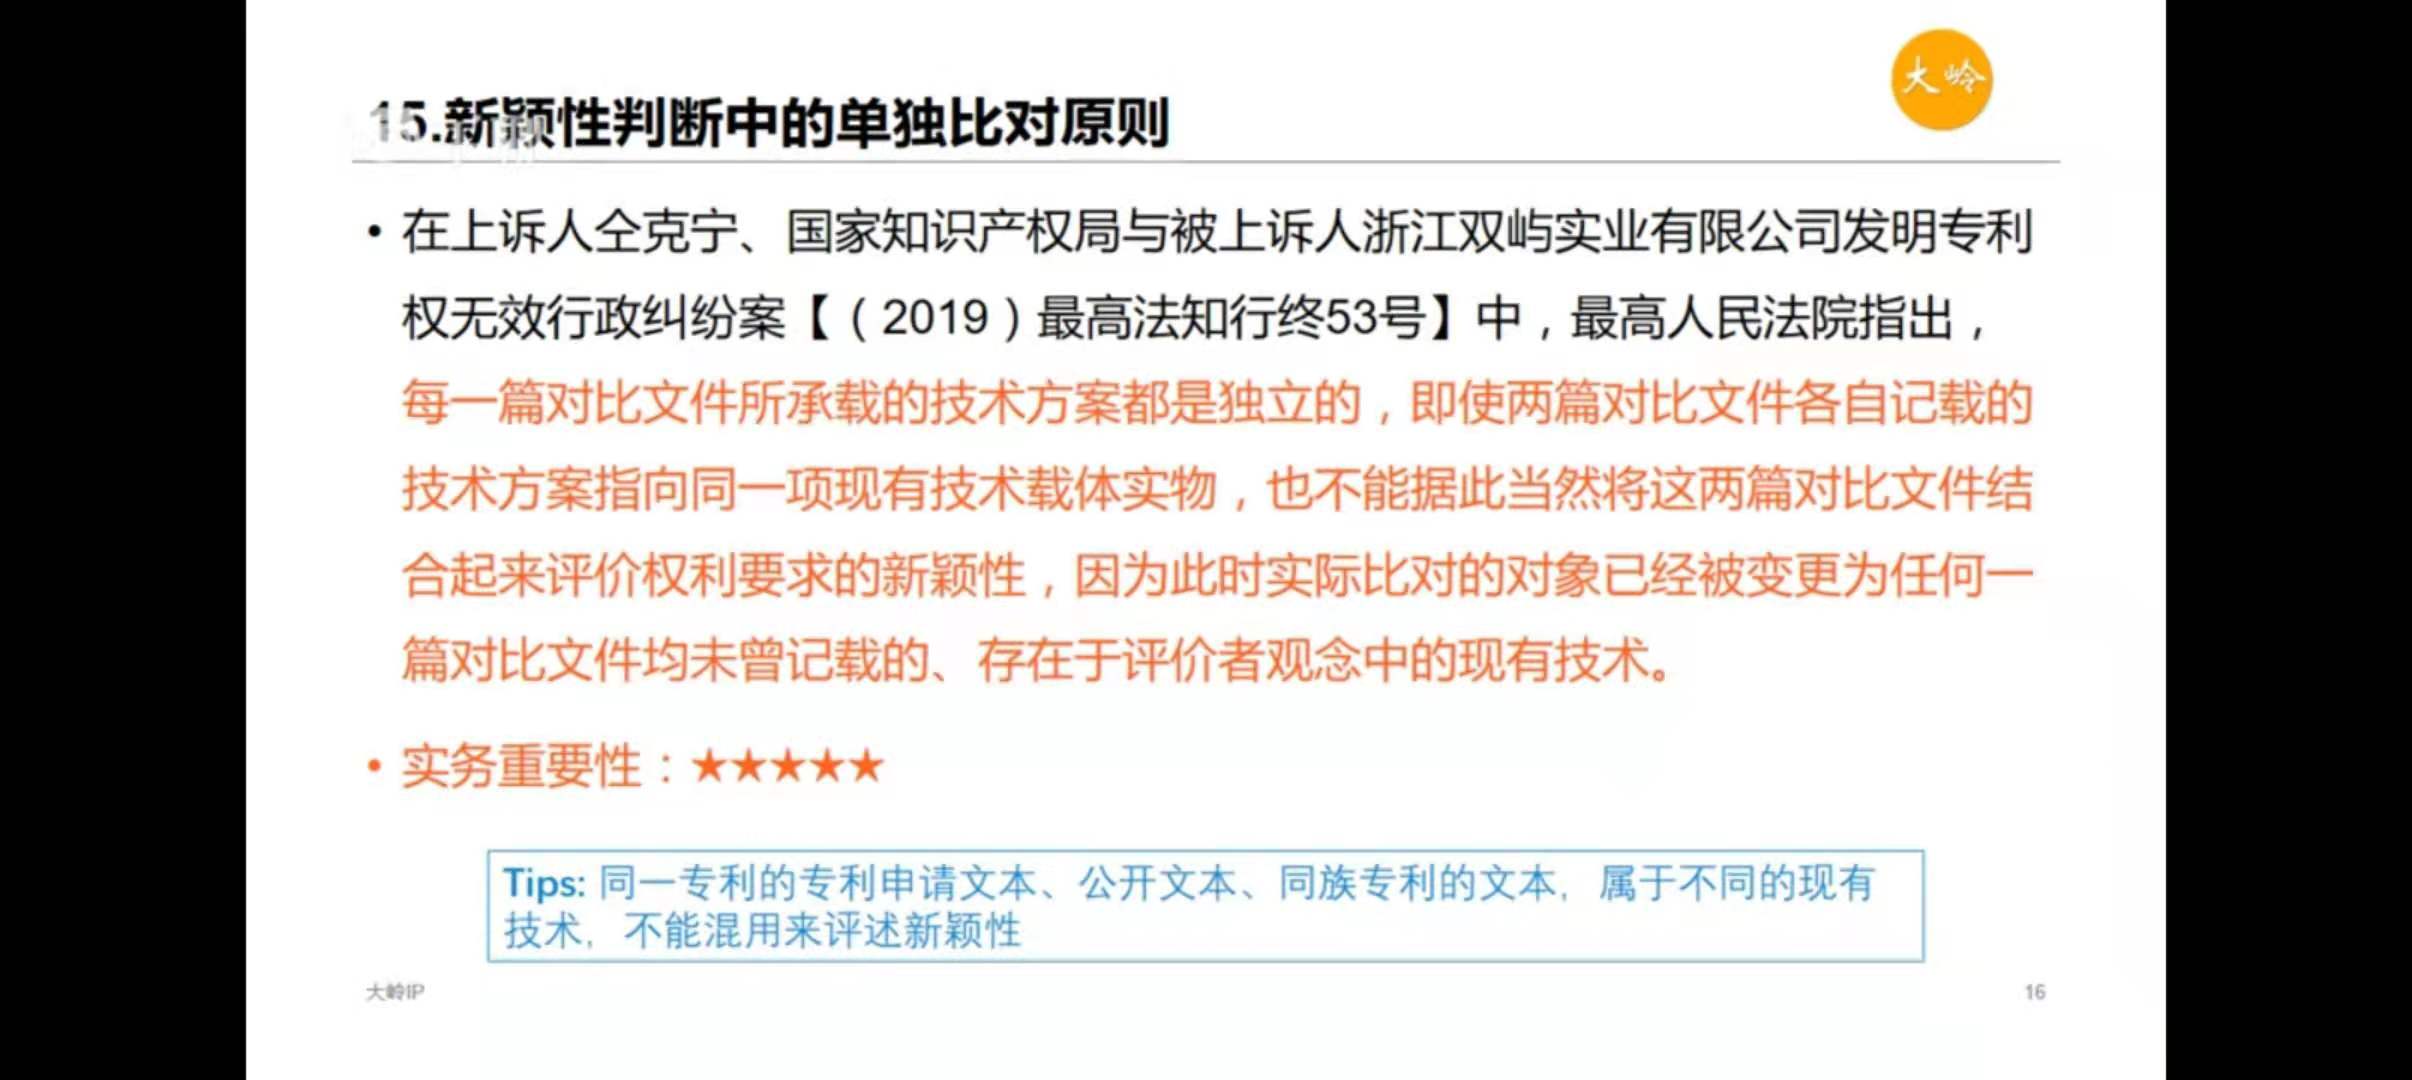 大岭
15.新颖性判断中的单独比对原则
• 在上诉人仝克宁、国家知识产权局与被上诉人浙江双屿实业有限公司发明专利
权无效行政纠纷案【（2019）最高法知行终53号】中，最高人民法院指出，
每一篇对比文件所承载的技术方案都是独立的，即使两篇对比文件各自记载的
技术方案指向同一项现有技术载体实物，也不能据此当然将这两篇对比文件结
合起来评价权利要求的新颖性，因为此时实际比对的对象已经被变更为任何一
篇对比文件均未曾记载的、存在于评价者观念中的现有技术。
• 实务重要性：★★★★★
Tips: 同一专利的专利申请文本、公开文本、同族专利的文本，属于不同的现有
技术，不能混用来评述新颖性
大岭IP
16